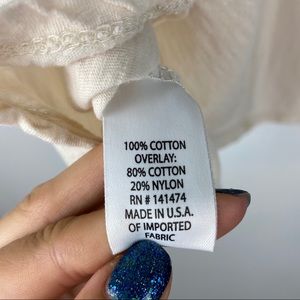 100% COTTON
OVERLAY:
80% COTTON
20% NYLON
RN # 141474
MADE IN U.S.A.
OF IMPORTED
FABRIC